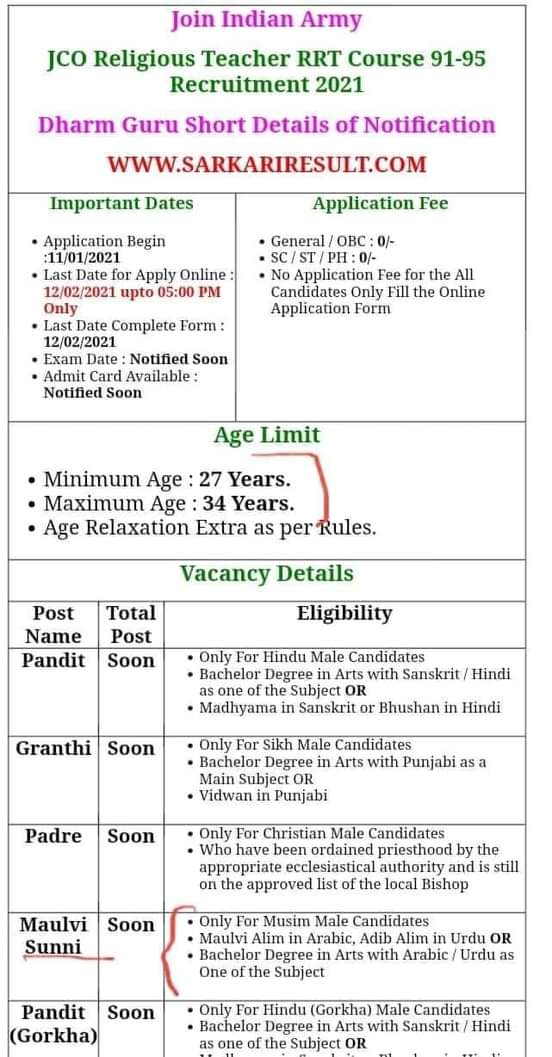 Join Indian Army
JCO Religious Teacher RRT Course 91-95
Recruitment 2021
Dharm Guru Short Details of Notification
WWW.SARKARIRESULT.COM
Important Dates
• Application Begin
:11/01/2021
• Last Date for Apply Online :
12/02/2021 upto 05:00 PM
Only
• Last Date Complete Form :
12/02/2021
• Exam Date : Notified Soon
• Admit Card Available :
Notified Soon
Application Fee
• General / OBC : 0/-
• SC / ST / PH : 0/-
• No Application Fee for the All
Candidates Only Fill the Online
Application Form
Age Limit
• Minimum Age : 27 Years.
• Maximum Age : 34 Years.
• Age Relaxation Extra as per Rules.
Vacancy Details
Post
Name
Total
Post
Eligibility
Pandit
Soon
• Only For Hindu Male Candidates
• Bachelor Degree in Arts with Sanskrit / Hindi
as one of the Subject OR
• Madhyama in Sanskrit or Bhushan in Hindi
Granthi
Soon
• Only For Sikh Male Candidates
• Bachelor Degree in Arts with Punjabi as a
Main Subject OR
• Vidwan in Punjabi
Padre
Soon
• Only For Christian Male Candidates
• Who have been ordained priesthood by the
appropriate ecclesiastical authority and is still
on the approved list of the local Bishop
Maulvi
Sunni
Soon
• Only For Musim Male Candidates
• Maulvi Alim in Arabic, Adib Alim in Urdu OR
• Bachelor Degree in Arts with Arabic / Urdu as
One of the Subject
Pandit
(Gorkha)
Soon
• Only For Hindu (Gorkha) Male Candidates
• Bachelor Degree in Arts with Sanskrit / Hindi
as one of the Subject OR